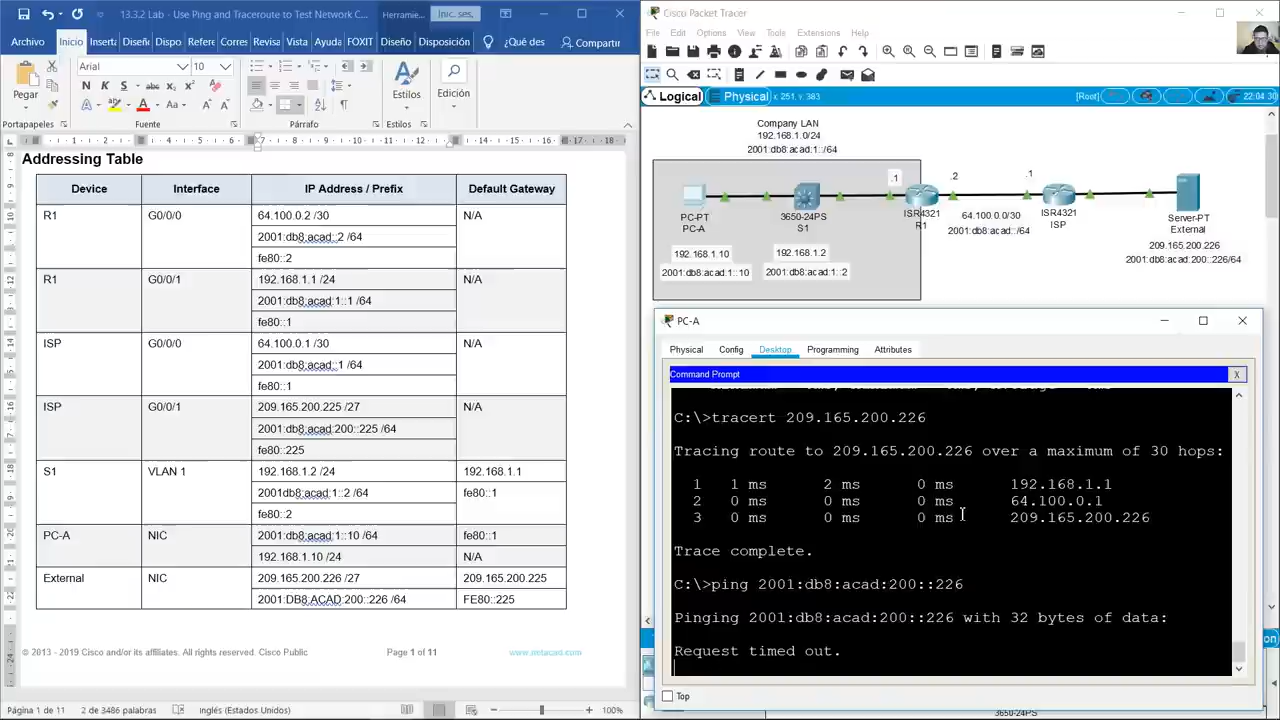 13.3.2 Lab - Use Ping and Traceroute to Test Network C
Herramie.
Inic. ses,
Inicio
Dispo
Refer
Corres
Revisa
Vista
Ayuda
FOXIT
Diseño
Disposición
¿Qué des
Compartir
Pegar
Arial
10
Estilos
Edición
Fuente
Párrafo
Estilos
Addressing Table
Device Interface IP Address / Prefix Default Gateway
R1 G0/0/0 64.100.0.2 /30 N/A
2001:db8:acad::2 /64
fe80::2
R1 G0/0/1 192.168.1.1 /24 N/A
2001:db8:acad:1::1 /64
fe80::1
ISP G0/0/0 64.100.0.1 /30 N/A
2001:db8:acad::1 /64
fe80::1
ISP G0/0/1 209.165.200.225 /27 N/A
2001:db8:acad:200::225 /64
fe80::225
S1 VLAN 1 192.168.1.2 /24 192.168.1.1
2001db8:acad:1::2 /64 fe80::1
fe80::2
PC-A NIC 2001:db8:acad:1::10 /64 fe80::1
192.168.1.10 /24 N/A
External NIC 209.165.200.226 /27 209.165.200.225
2001:DB8:ACAD:200::226 /64 FE80::225
© 2013 - 2019 Cisco and/or its affiliates. All rights reserved. Cisco Public Page 1 of 11 www.netacad.com
Página 1 de 11 2 de 3486 palabras inglés (Estados Unidos) 100%
Cisco Packet Tracer
File Edit Options View Tools Extensions Help
Logical Physical x: 251, y: 383 [Root] 22:04:30
Company LAN
192.168.1.0/24
2001:db8:acad:1::/64
.1
.2
.1
PC-PT
PC-A
3650-24PS
S1
ISR4321
R1
64.100.0.0/30
2001:db8:acad::/64
ISR4321
ISP
Server-PT
External
192.168.1.10
2001:db8:acad:1::10
192.168.1.2
2001:db8:acad:1::2
209.165.200.226
2001:db8:acad:200::226/64
PC-A
Physical Config Desktop Programming Attributes
Command Prompt X
C:\>tracert 209.165.200.226
Tracing route to 209.165.200.226 over a maximum of 30 hops:
1 1 ms 2 ms 0 ms 192.168.1.1
2 0 ms 0 ms 0 ms 64.100.0.1
3 0 ms 0 ms 0 ms 209.165.200.226
Trace complete.
C:\>ping 2001:db8:acad:200::226
Pinging 2001:db8:acad:200::226 with 32 bytes of data:
Request timed out.
Top
3650-24PS